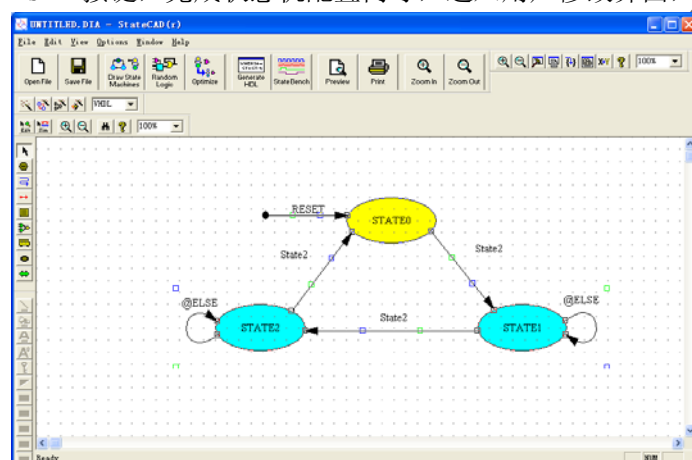 UNTITLED.DIA - StateCAD(r)
File Edit View Options Window Help
Open File Save File Draw State Machines Random Logic Optimize Generate HDL State Bench Preview Print Zoom In Zoom Out 100%
VHDL
100%
RESET
STATE0
State2
State2
@ELSE
@ELSE
State2
STATE2
STATE1
Ready
NUM